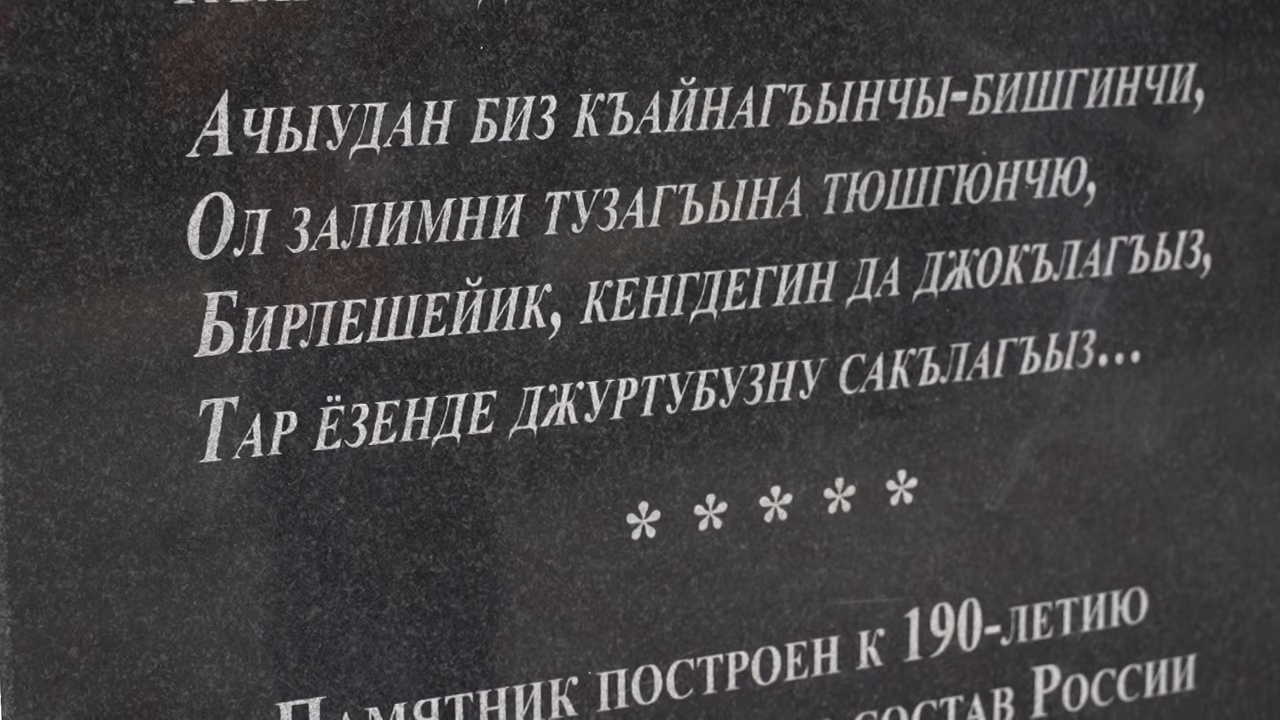 Ачыудан биз къайнагъынчы-бишгинчи,
Ол залимни тузагъына тюшгюнчю,
Бирлешейик, кенгдегин да джокълагъыз,
Тар ёзенде джуртубузну сакълагъыз...
* * * * *
Памятник построен к 190-летию
состав России